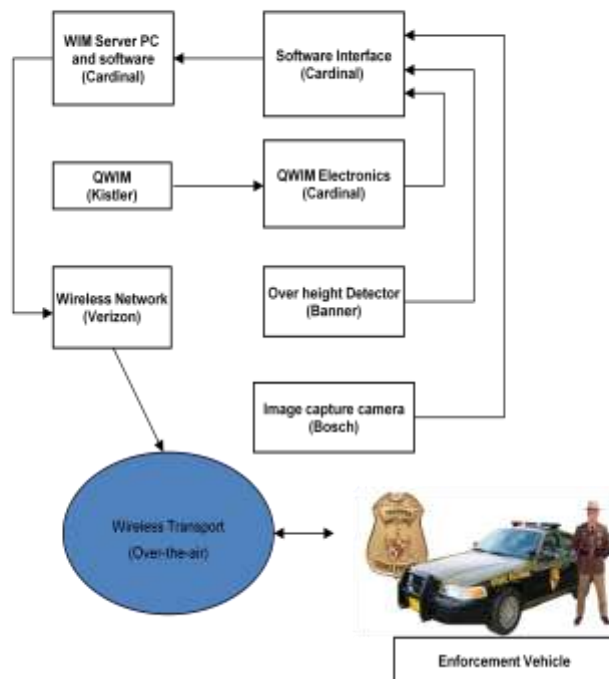 WIM Server PC
and software
(Cardinal)
Software Interface
(Cardinal)
QWIM
(Kistler)
QWIM Electronics
(Cardinal)
Wireless Network
(Verizon)
Over height Detector
(Banner)
Image capture camera
(Bosch)
Wireless Transport
(Over-the-air)
Enforcement Vehicle